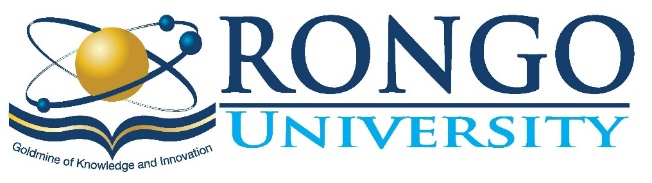 RONGO
UNIVERSITY
Goldmine of Knowledge and Innovation